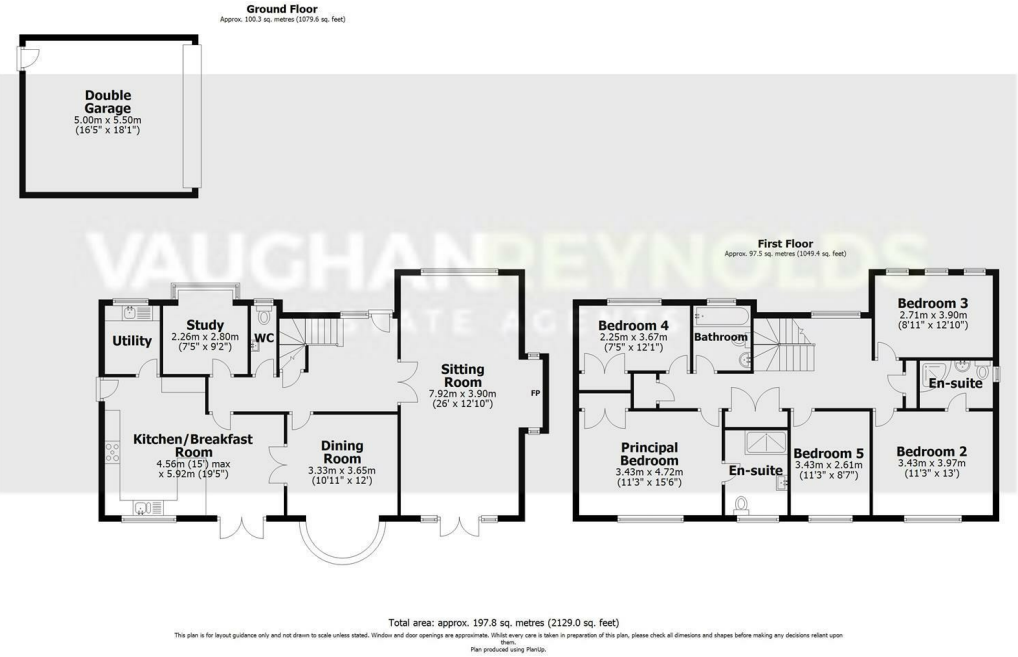 Ground Floor
Approx. 100.3 sq. metres (1079.6 sq. feet)
Double
Garage
5.00m x 5.50m
(16'5" x 18'1")
VAUGHANREYNOLDS
ESTATE AGENTS
First Floor
Approx. 97.5 sq. metres (1049.4 sq. feet)
Utility
Study
2.26m x 2.80m
(7'5" x 9'2")
WC
Sitting
Room
7.92m x 3.90m
(26' x 12'10")
FP
Kitchen/Breakfast
Room
4.56m (15') max
x 5.92m (19'5")
Dining
Room
3.33m x 3.65m
(10'11" x 12')
Bedroom 4
2.25m x 3.67m
(7'5" x 12'1")
Bathroom
Bedroom 3
2.71m x 3.90m
(8'11" x 12'10")
En-suite
Principal
Bedroom
3.43m x 4.72m
(11'3" x 15'6")
En-suite
Bedroom 5
3.43m x 2.61m
(11'3" x 8'7")
Bedroom 2
3.43m x 3.97m
(11'3" x 13')
Total area: approx. 197.8 sq. metres (2129.0 sq. feet)
This plan is for layout guidance only and not drawn to scale unless stated. Window and door openings are approximate. Whilst every care is taken in preparation of this plan, please check all dimesions and shapes before making any decisions reliant upon
them.
Plan produced using PlanUp.